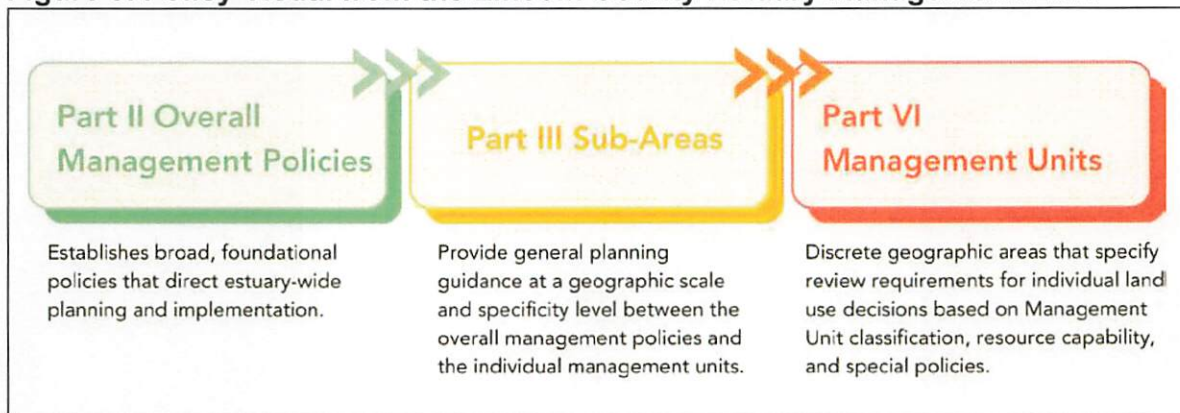 Part II Overall
Management Policies
Establishes broad, foundational
policies that direct estuary-wide
planning and implementation.
Part III Sub-Areas
Provide general planning
guidance at a geographic scale
and specificity level between the
overall management policies and
the individual management units.
Part VI
Management Units
Discrete geographic areas that specify
review requirements for individual land
use decisions based on Management
Unit classification, resource capability,
and special policies.